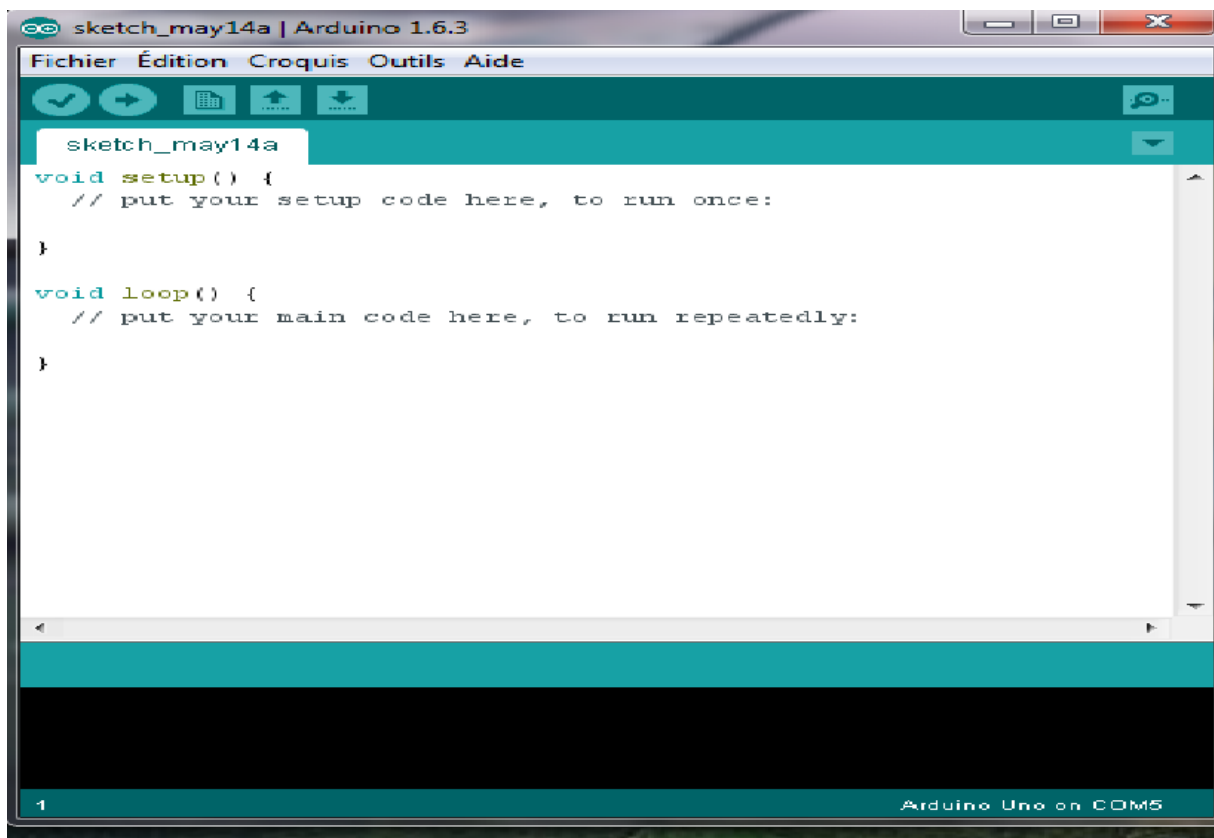 sketch_may14a | Arduino 1.6.3
Fichier Édition Croquis Outils Aide
sketch_may14a
void setup() {
// put your setup code here, to run once:
}
void loop() {
// put your main code here, to run repeatedly:
}
1 Arduino Uno on COM5